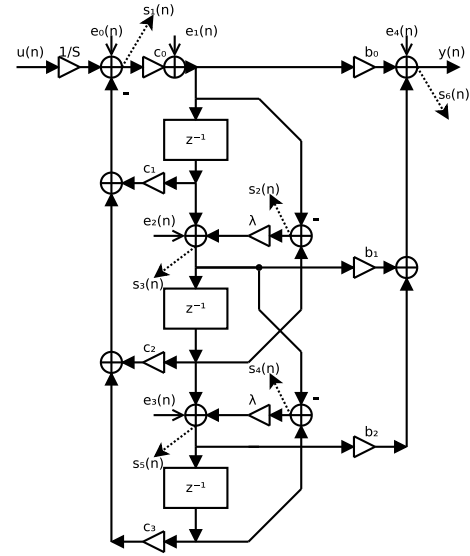 s₁(n)
e₀(n) e₁(n) e₄(n)
u(n) 1/S c₀ b₀ y(n)
-
s₆(n)
z⁻¹
c₁
s₂(n)
-
e₂(n) λ
b₁
s₃(n)
z⁻¹
c₂
s₄(n)
-
e₃(n) λ
b₂
s₅(n)
z⁻¹
c₃